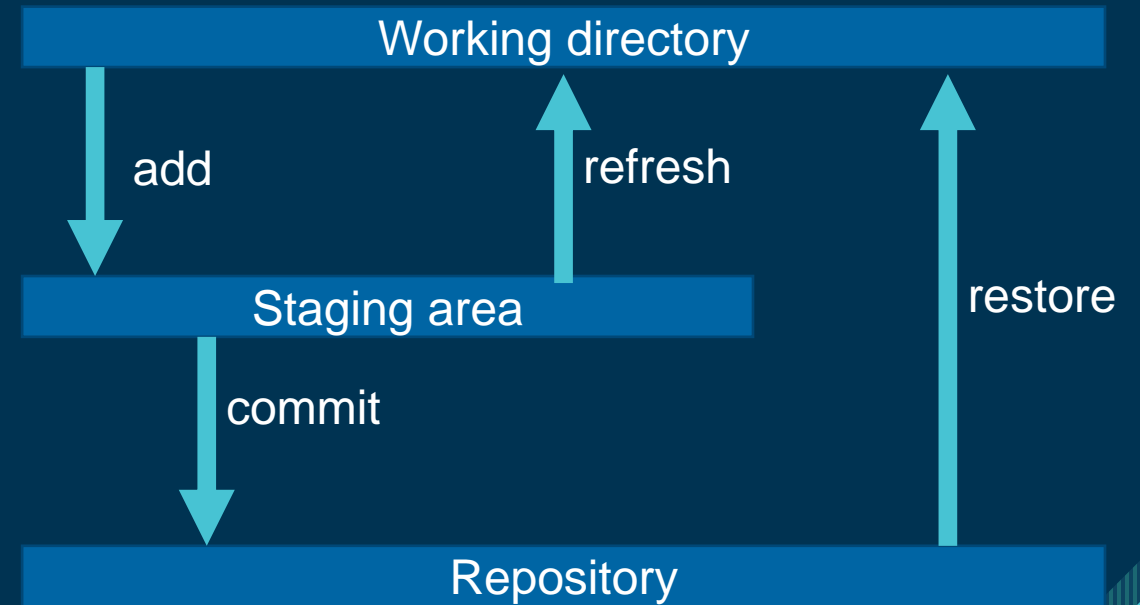 Working directory
add
refresh
Staging area
restore
commit
Repository